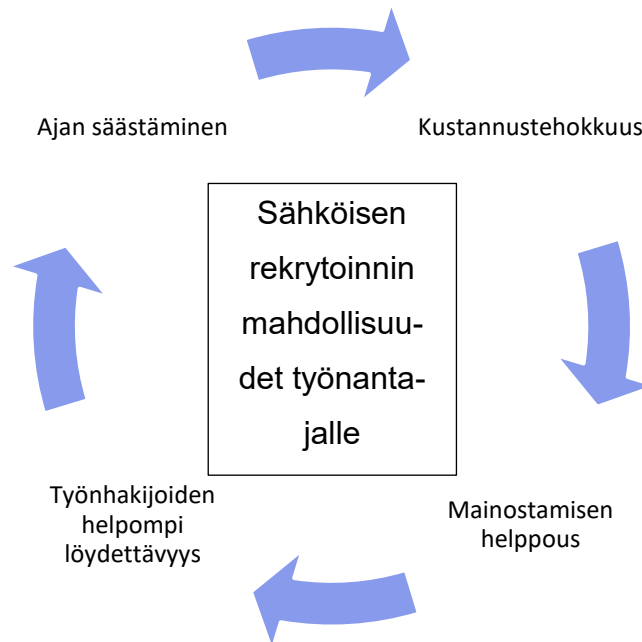 Ajan säästäminen
Kustannustehokkuus
Sähköisen
rekrytoinnin
mahdollisuu-
det työnanta-
jalle
Työnhakijoiden
helpompi
löydettävyys
Mainostamisen
helppous